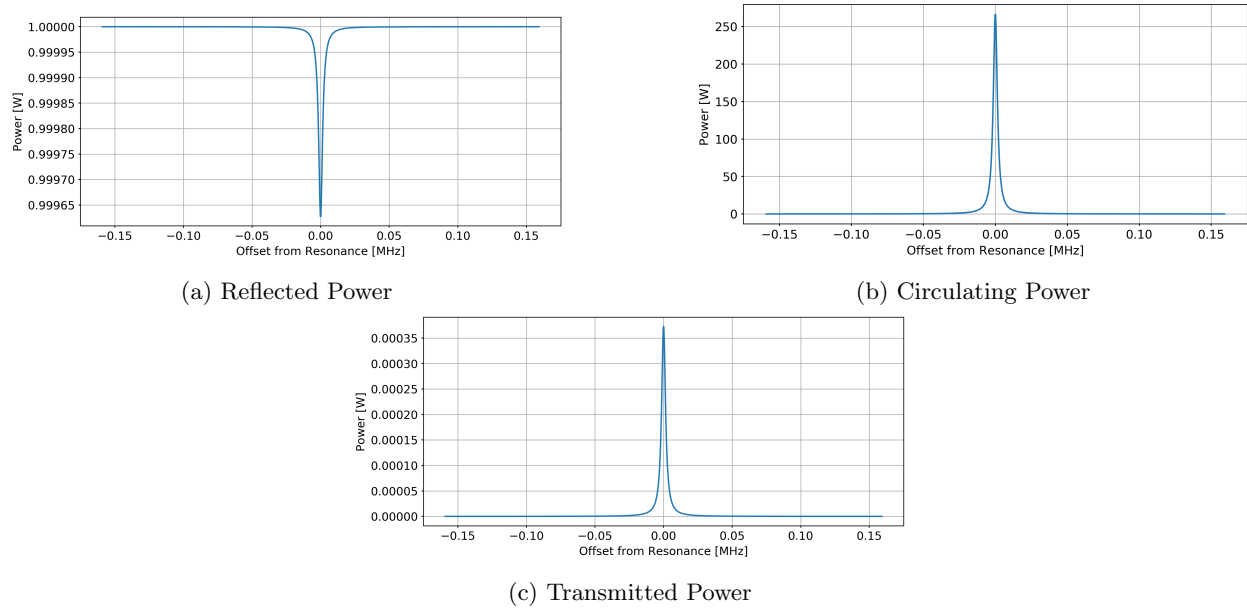 1.00000
0.99995
0.99990
0.99985
0.99980
0.99975
0.99970
0.99965
Power [W]
−0.15 −0.10 −0.05 0.00 0.05 0.10 0.15
Offset from Resonance [MHz]
(a) Reflected Power
250
200
150
100
50
0
Power [W]
−0.15 −0.10 −0.05 0.00 0.05 0.10 0.15
Offset from Resonance [MHz]
(b) Circulating Power
0.00035
0.00030
0.00025
0.00020
0.00015
0.00010
0.00005
0.00000
Power [W]
−0.15 −0.10 −0.05 0.00 0.05 0.10 0.15
Offset from Resonance [MHz]
(c) Transmitted Power